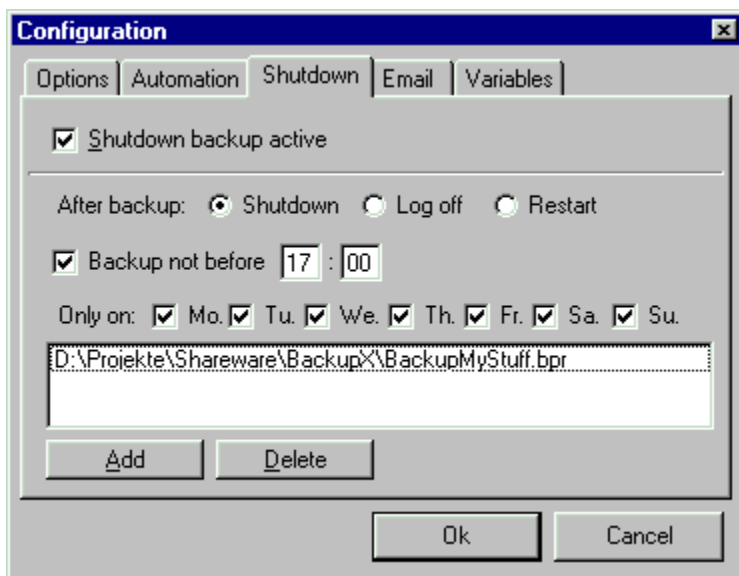 Configuration
Options Automation Shutdown Email Variables
Shutdown backup active
After backup: Shutdown Log off Restart
Backup not before 17 : 00
Only on: Mo. Tu. We. Th. Fr. Sa. Su.
D:\Projekte\Shareware\BackupX\BackupMyStuff.bpr
Add Delete
Ok Cancel